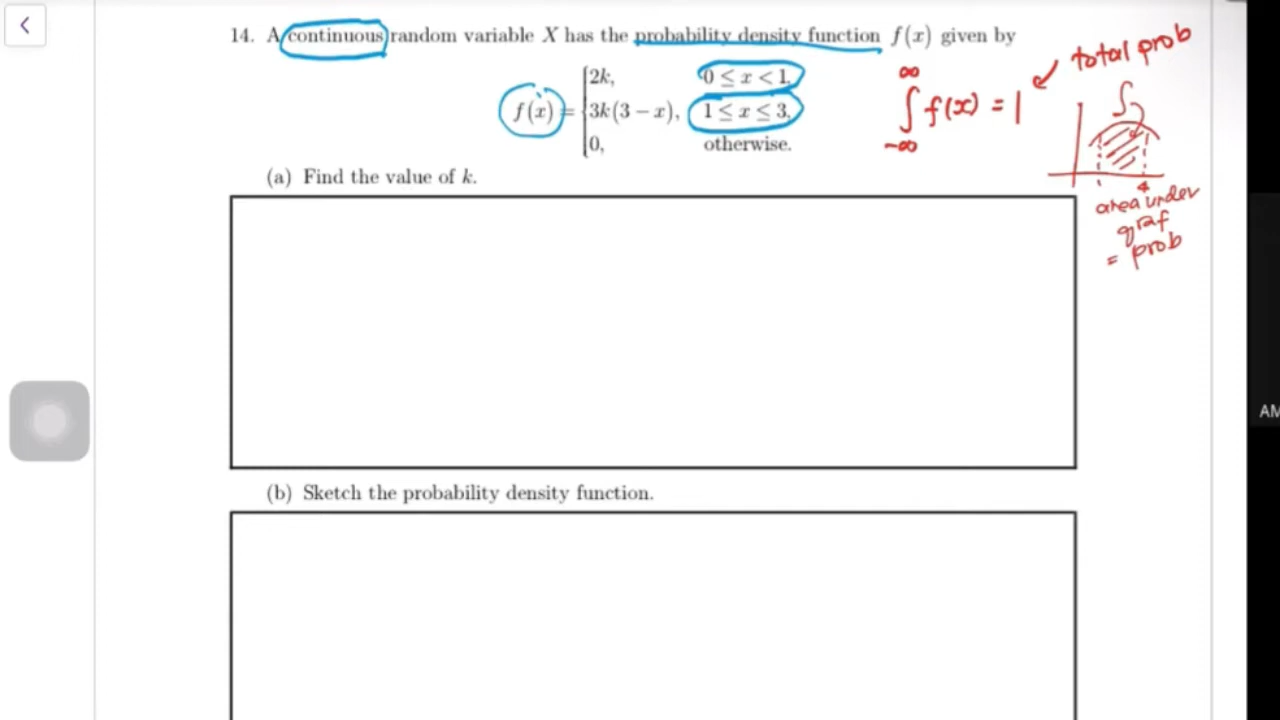 14. A continuous random variable X has the probability density function f(x) given by
f(x) = { 2k, 0 ≤ x < 1,
3k(3 − x), 1 ≤ x ≤ 3,
0, otherwise.
∞
∫ f(x) = 1
−∞
total prob
∫
area under
graf
= prob
(a) Find the value of k.
(b) Sketch the probability density function.
AM